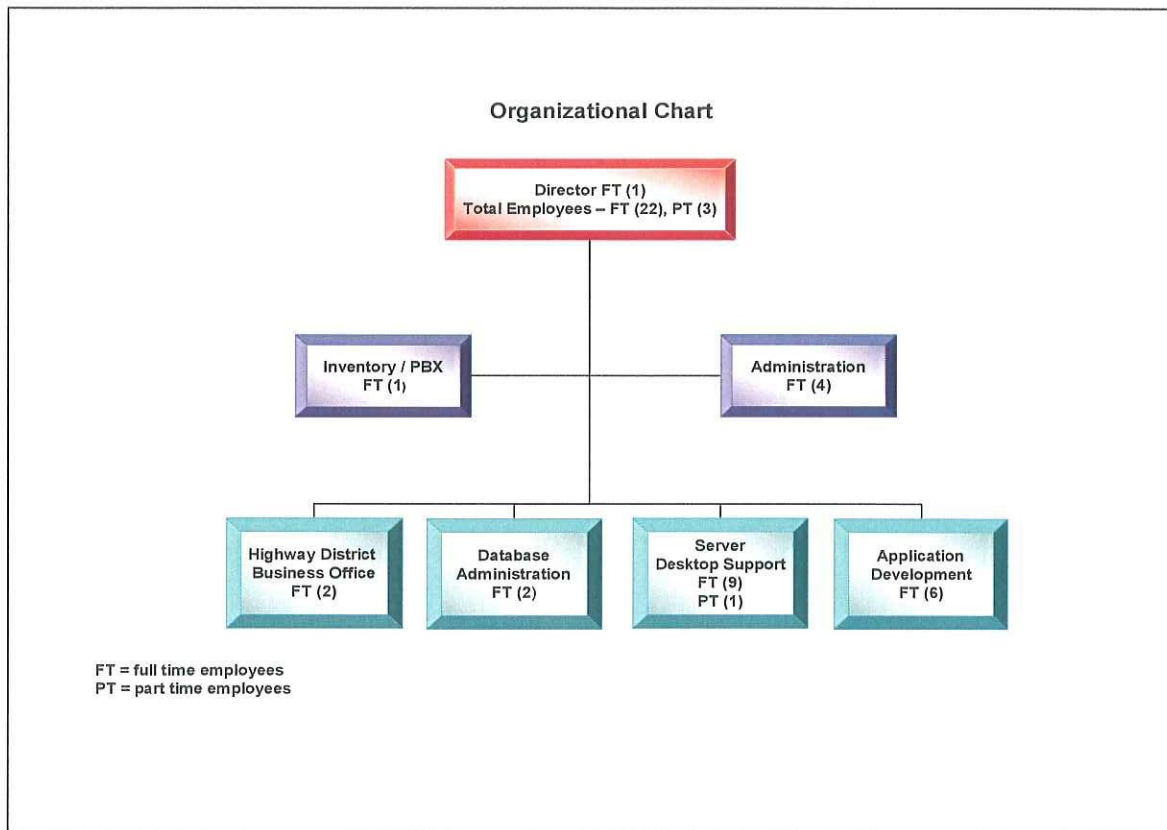 Organizational Chart
Director FT (1)
Total Employees – FT (22), PT (3)
Inventory / PBX
FT (1)
Administration
FT (4)
Highway District
Business Office
FT (2)
Database
Administration
FT (2)
Server
Desktop Support
FT (9)
PT (1)
Application
Development
FT (6)
FT = full time employees
PT = part time employees